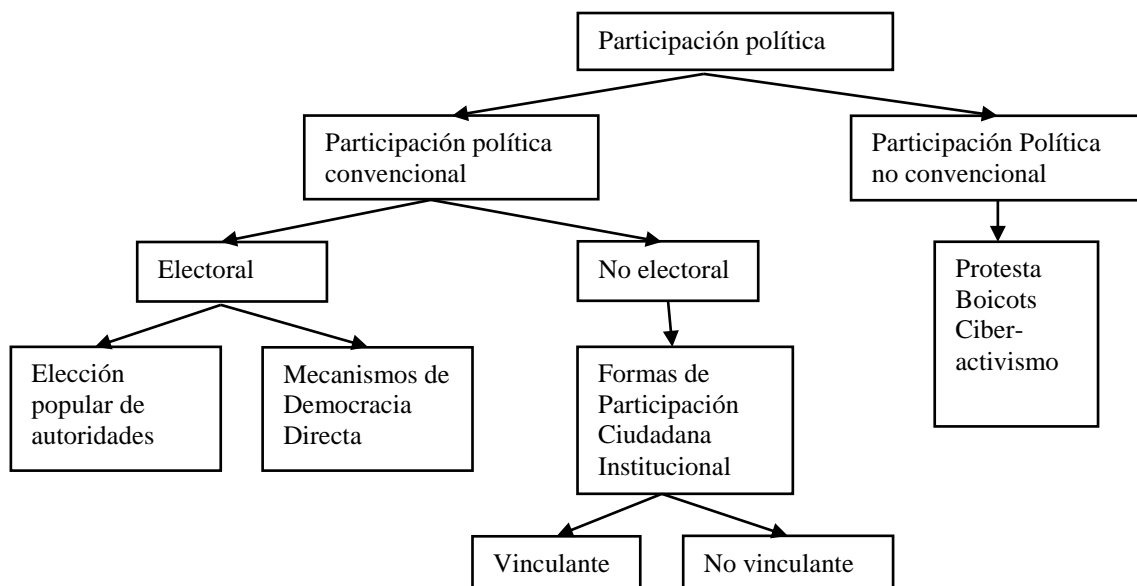 Participación política
Participación política
convencional
Participación Política
no convencional
Electoral
No electoral
Protesta
Boicots
Ciber-
activismo
Elección
popular de
autoridades
Mecanismos de
Democracia
Directa
Formas de
Participación
Ciudadana
Institucional
Vinculante
No vinculante